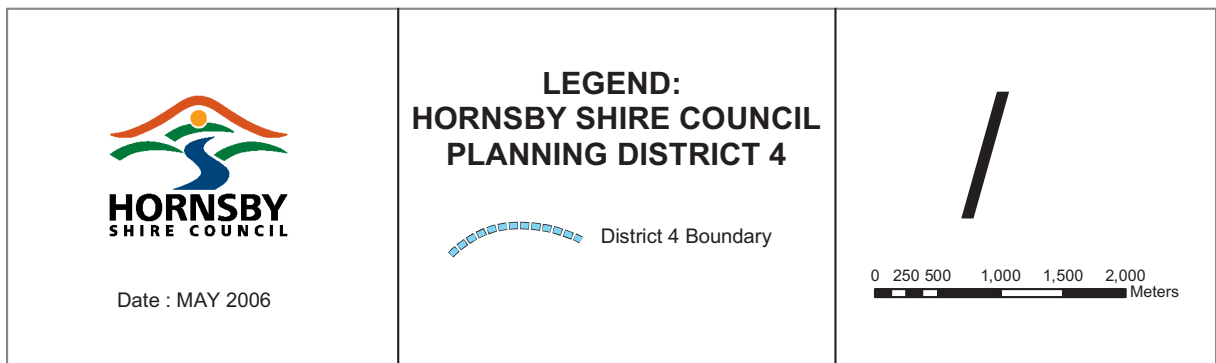 HORNSBY
SHIRE COUNCIL
Date : MAY 2006
LEGEND:
HORNSBY SHIRE COUNCIL
PLANNING DISTRICT 4
District 4 Boundary
0 250 500 1,000 1,500 2,000
Meters